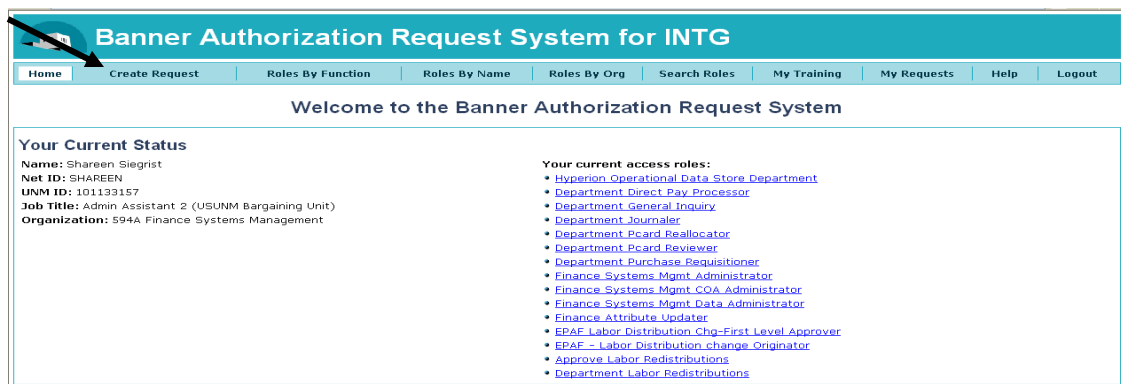 Banner Authorization Request System for INTG
Home Create Request Roles By Function Roles By Name Roles By Org Search Roles My Training My Requests Help Logout
Welcome to the Banner Authorization Request System
Your Current Status
Name: Shareen Siegrist
Net ID: SHAREEN
UNM ID: 101133157
Job Title: Admin Assistant 2 (USUNM Bargaining Unit)
Organization: 594A Finance Systems Management
Your current access roles:
Hyperion Operational Data Store Department
Department Direct Pay Processor
Department General Inquiry
Department Journaler
Department Pcard Reallocator
Department Pcard Reviewer
Department Purchase Requisitioner
Finance Systems Mgmt Administrator
Finance Systems Mgmt COA Administrator
Finance Systems Mgmt Data Administrator
Finance Attribute Updater
EPAF Labor Distribution Chg-First Level Approver
EPAF - Labor Distribution change Originator
Approve Labor Redistributions
Department Labor Redistributions